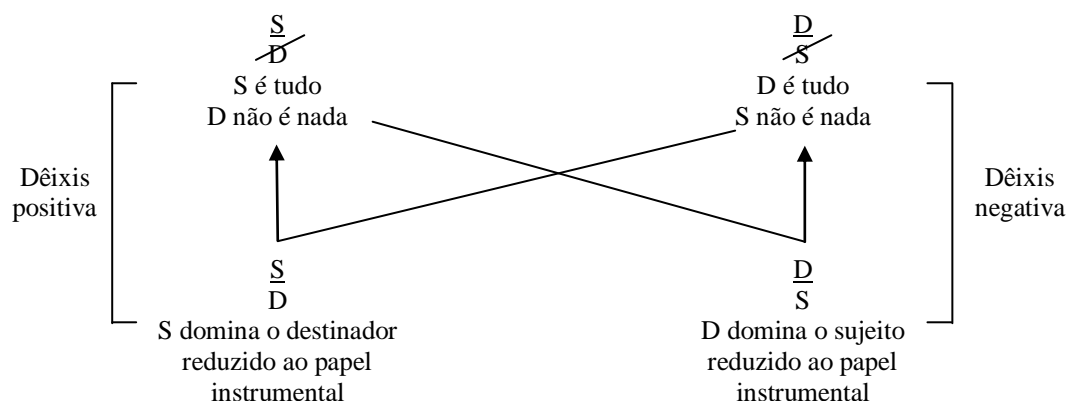 S
D
S é tudo
D não é nada
D
S
D é tudo
S não é nada
Dêixis
positiva
Dêixis
negativa
S
D
S domina o destinador
reduzido ao papel
instrumental
D
S
D domina o sujeito
reduzido ao papel
instrumental